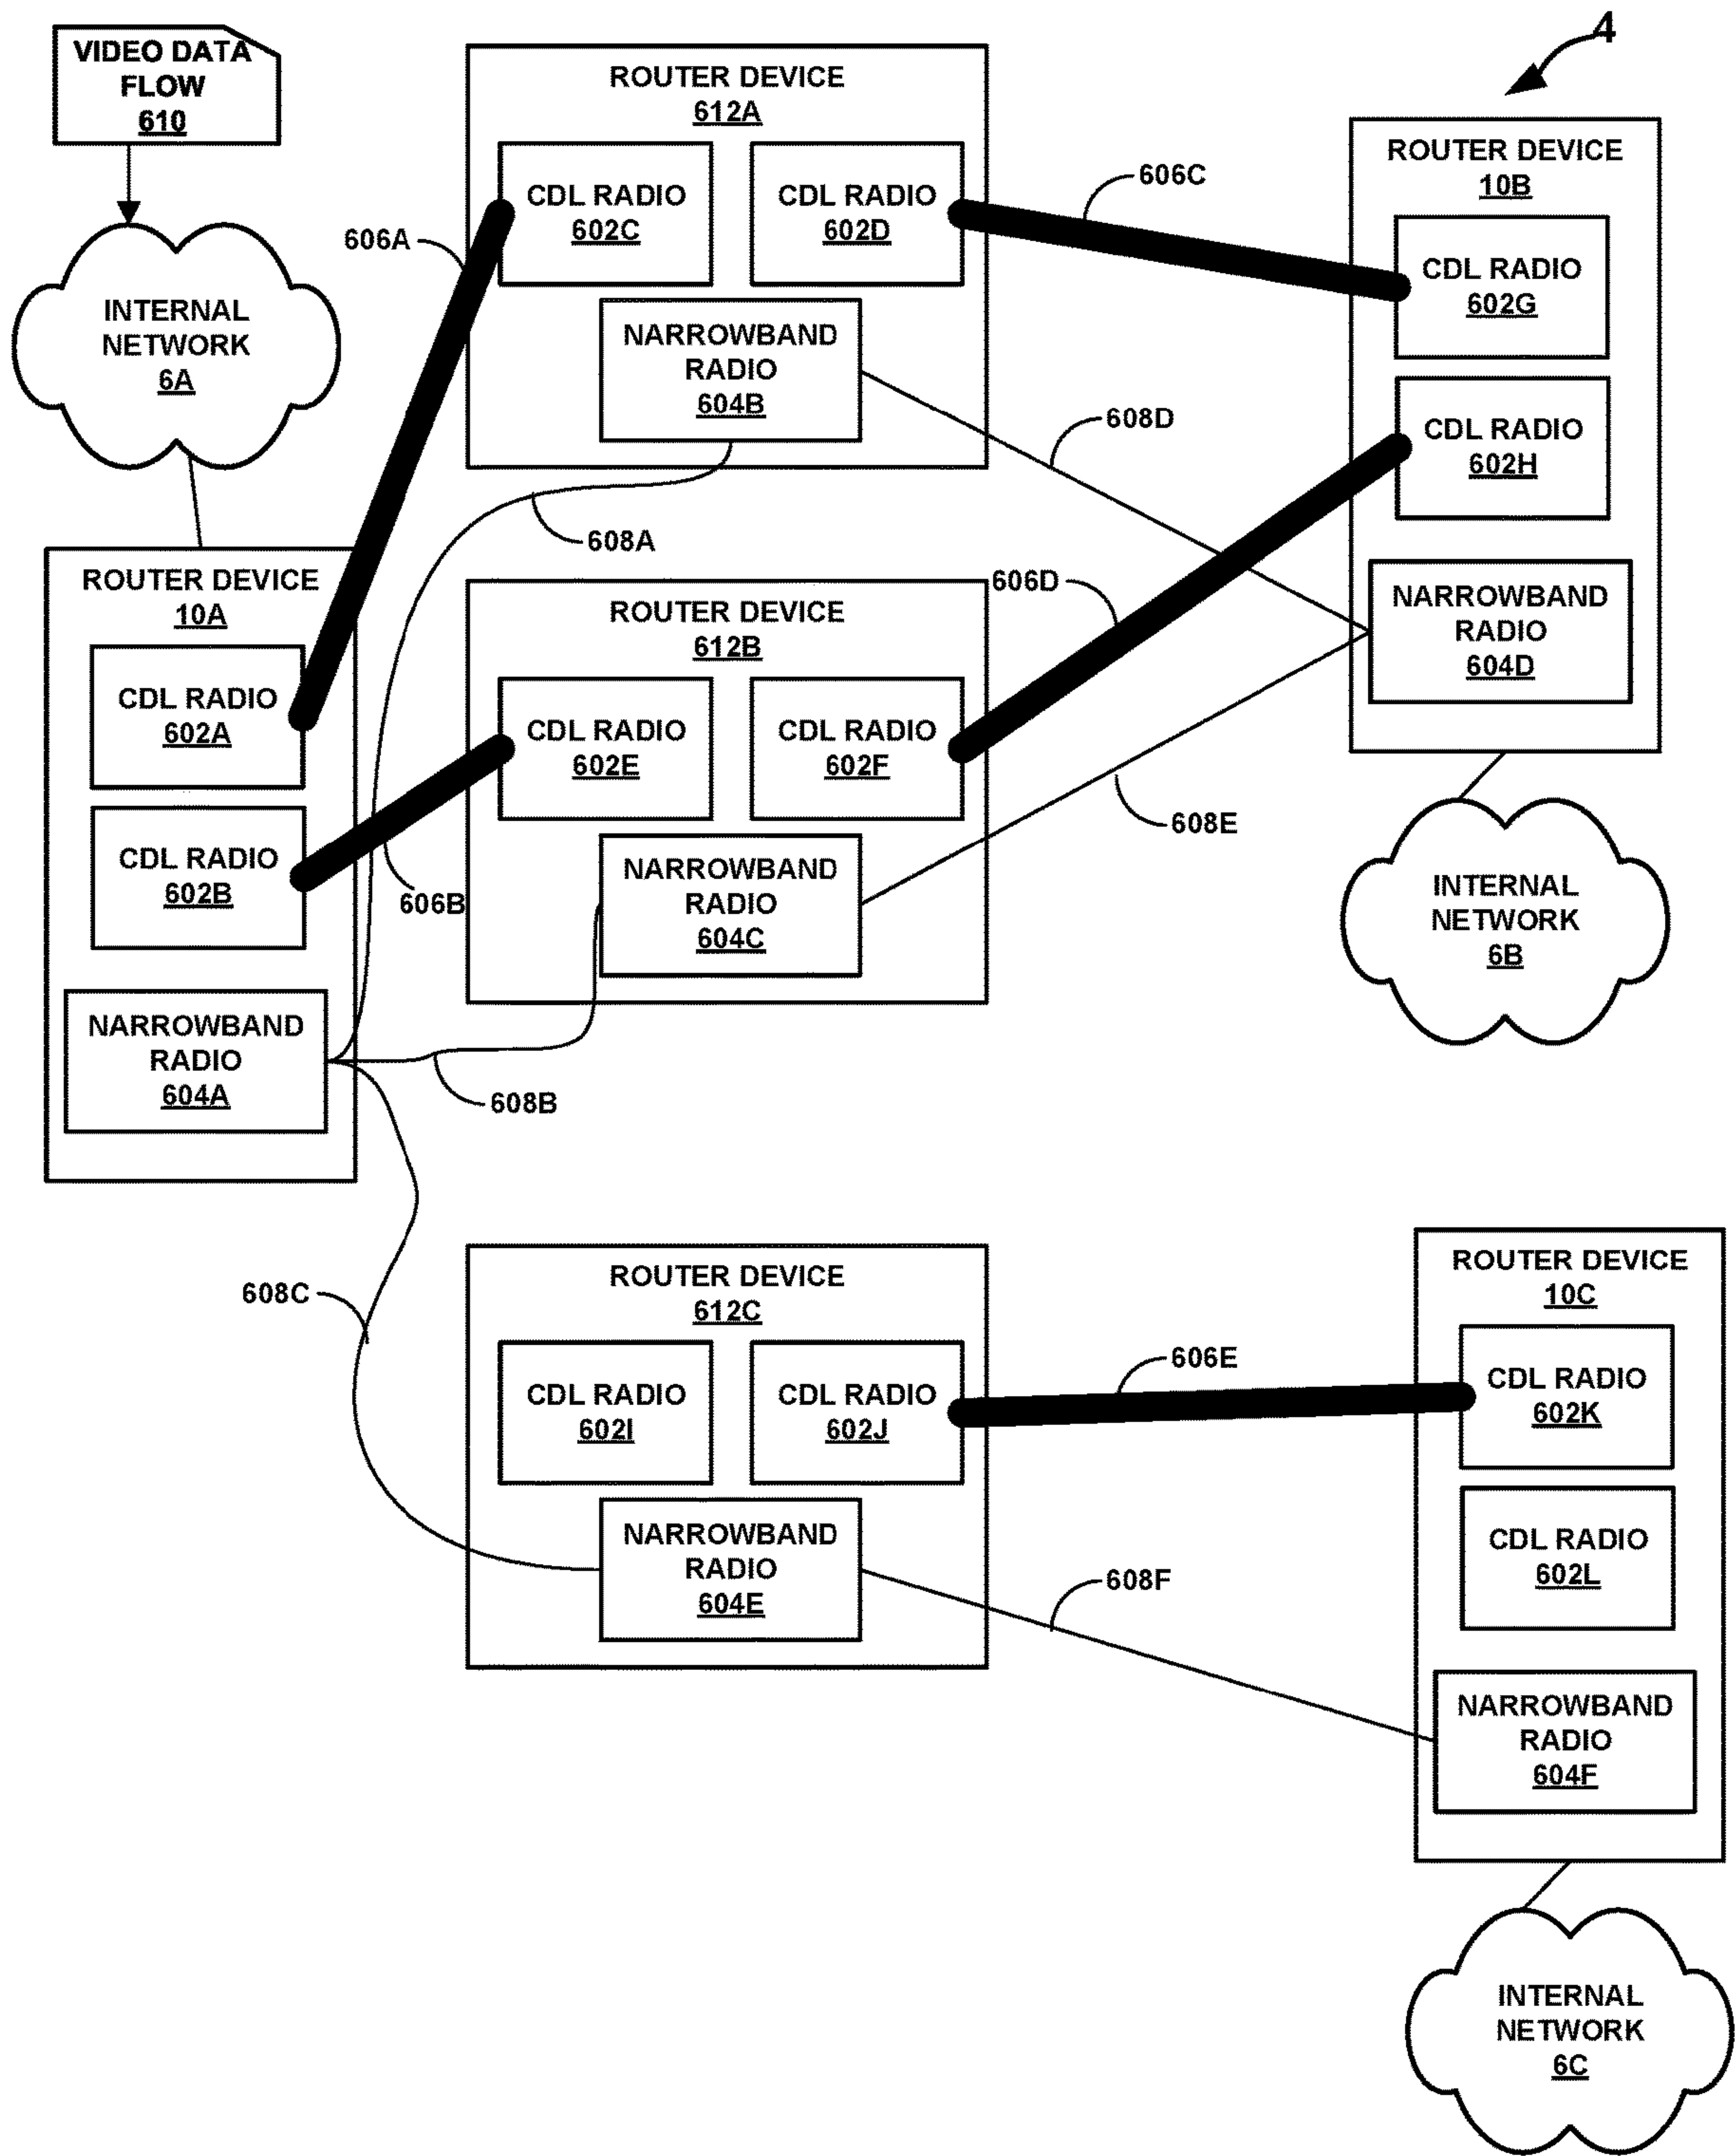 VIDEO DATA
FLOW
610
4
INTERNAL
NETWORK
6A
ROUTER DEVICE
612A
CDL RADIO
602C
CDL RADIO
602D
NARROWBAND
RADIO
604B
606A
606C
608D
608A
ROUTER DEVICE
10B
CDL RADIO
602G
CDL RADIO
602H
NARROWBAND
RADIO
604D
ROUTER DEVICE
10A
CDL RADIO
602A
CDL RADIO
602B
NARROWBAND
RADIO
604A
ROUTER DEVICE
612B
CDL RADIO
602E
CDL RADIO
602F
NARROWBAND
RADIO
604C
606D
608E
606B
608B
INTERNAL
NETWORK
6B
608C
ROUTER DEVICE
612C
CDL RADIO
602I
CDL RADIO
602J
NARROWBAND
RADIO
604E
606E
608F
ROUTER DEVICE
10C
CDL RADIO
602K
CDL RADIO
602L
NARROWBAND
RADIO
604F
INTERNAL
NETWORK
6C